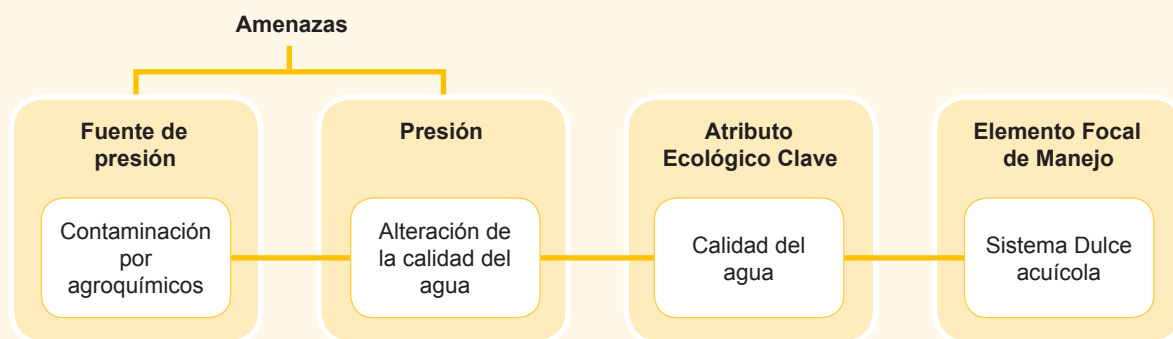 Amenazas
Fuente de
presión
Contaminación
por
agroquímicos
Presión
Alteración de
la calidad del
agua
Atributo
Ecológico Clave
Calidad del
agua
Elemento Focal
de Manejo
Sistema Dulce
acuícola